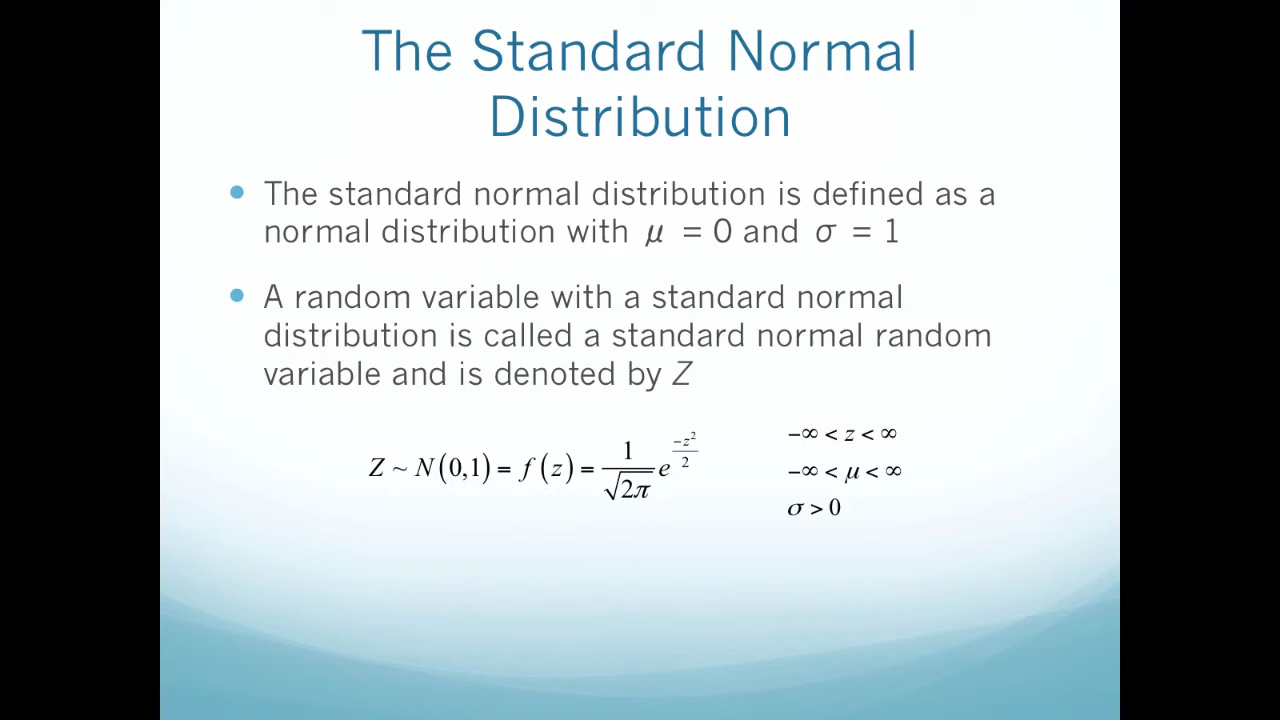 The Standard Normal
Distribution
• The standard normal distribution is defined as a
normal distribution with μ = 0 and σ = 1
• A random variable with a standard normal
distribution is called a standard normal random
variable and is denoted by Z
Z ~ N(0,1) = f(z) = 1/√2π e^(−z²/2)
−∞ < z < ∞
−∞ < μ < ∞
σ > 0